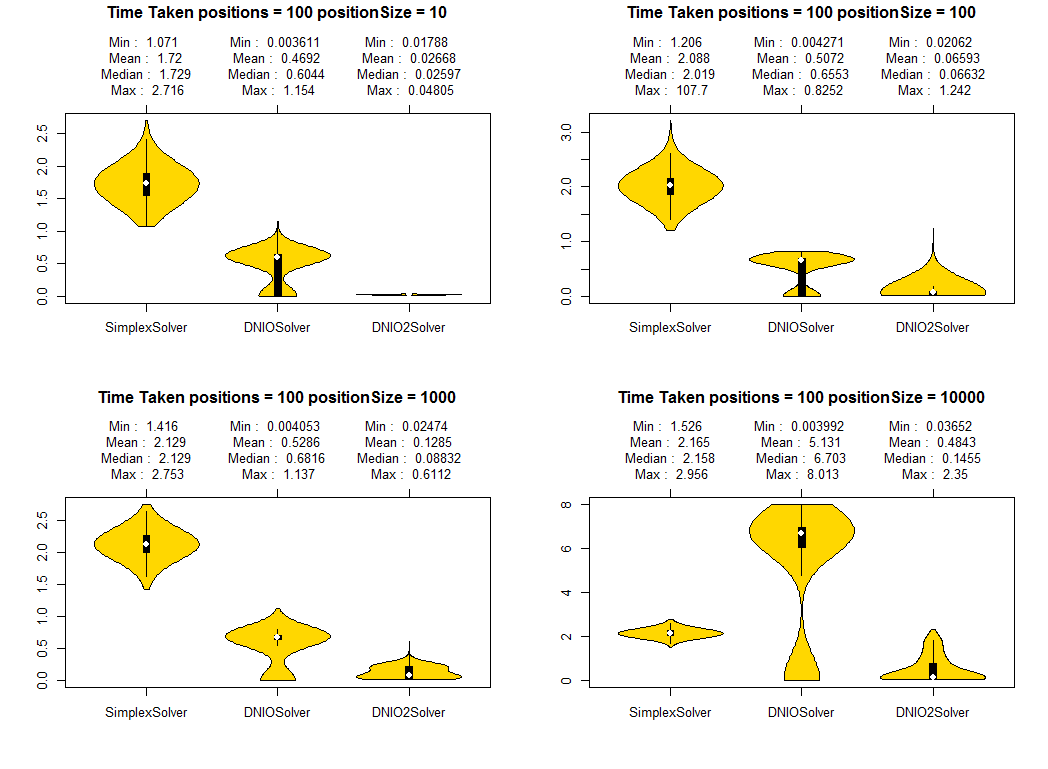 Time Taken positions = 100 positionSize = 10
Min : 1.071 Min : 0.003611 Min : 0.01788
Mean : 1.72 Mean : 0.4692 Mean : 0.02668
Median : 1.729 Median : 0.6044 Median : 0.02597
Max : 2.716 Max : 1.154 Max : 0.04805
2.5
2.0
1.5
1.0
0.5
0.0
SimplexSolver DNIOSolver DNIO2Solver
Time Taken positions = 100 positionSize = 100
Min : 1.206 Min : 0.004271 Min : 0.02062
Mean : 2.088 Mean : 0.5072 Mean : 0.06593
Median : 2.019 Median : 0.6553 Median : 0.06632
Max : 107.7 Max : 0.8252 Max : 1.242
3.0
2.0
1.0
0.0
SimplexSolver DNIOSolver DNIO2Solver
Time Taken positions = 100 positionSize = 1000
Min : 1.416 Min : 0.004053 Min : 0.02474
Mean : 2.129 Mean : 0.5286 Mean : 0.1285
Median : 2.129 Median : 0.6816 Median : 0.08832
Max : 2.753 Max : 1.137 Max : 0.6112
2.5
2.0
1.5
1.0
0.5
0.0
SimplexSolver DNIOSolver DNIO2Solver
Time Taken positions = 100 positionSize = 10000
Min : 1.526 Min : 0.003992 Min : 0.03652
Mean : 2.165 Mean : 5.131 Mean : 0.4843
Median : 2.158 Median : 6.703 Median : 0.1455
Max : 2.956 Max : 8.013 Max : 2.35
8
6
4
2
0
SimplexSolver DNIOSolver DNIO2Solver